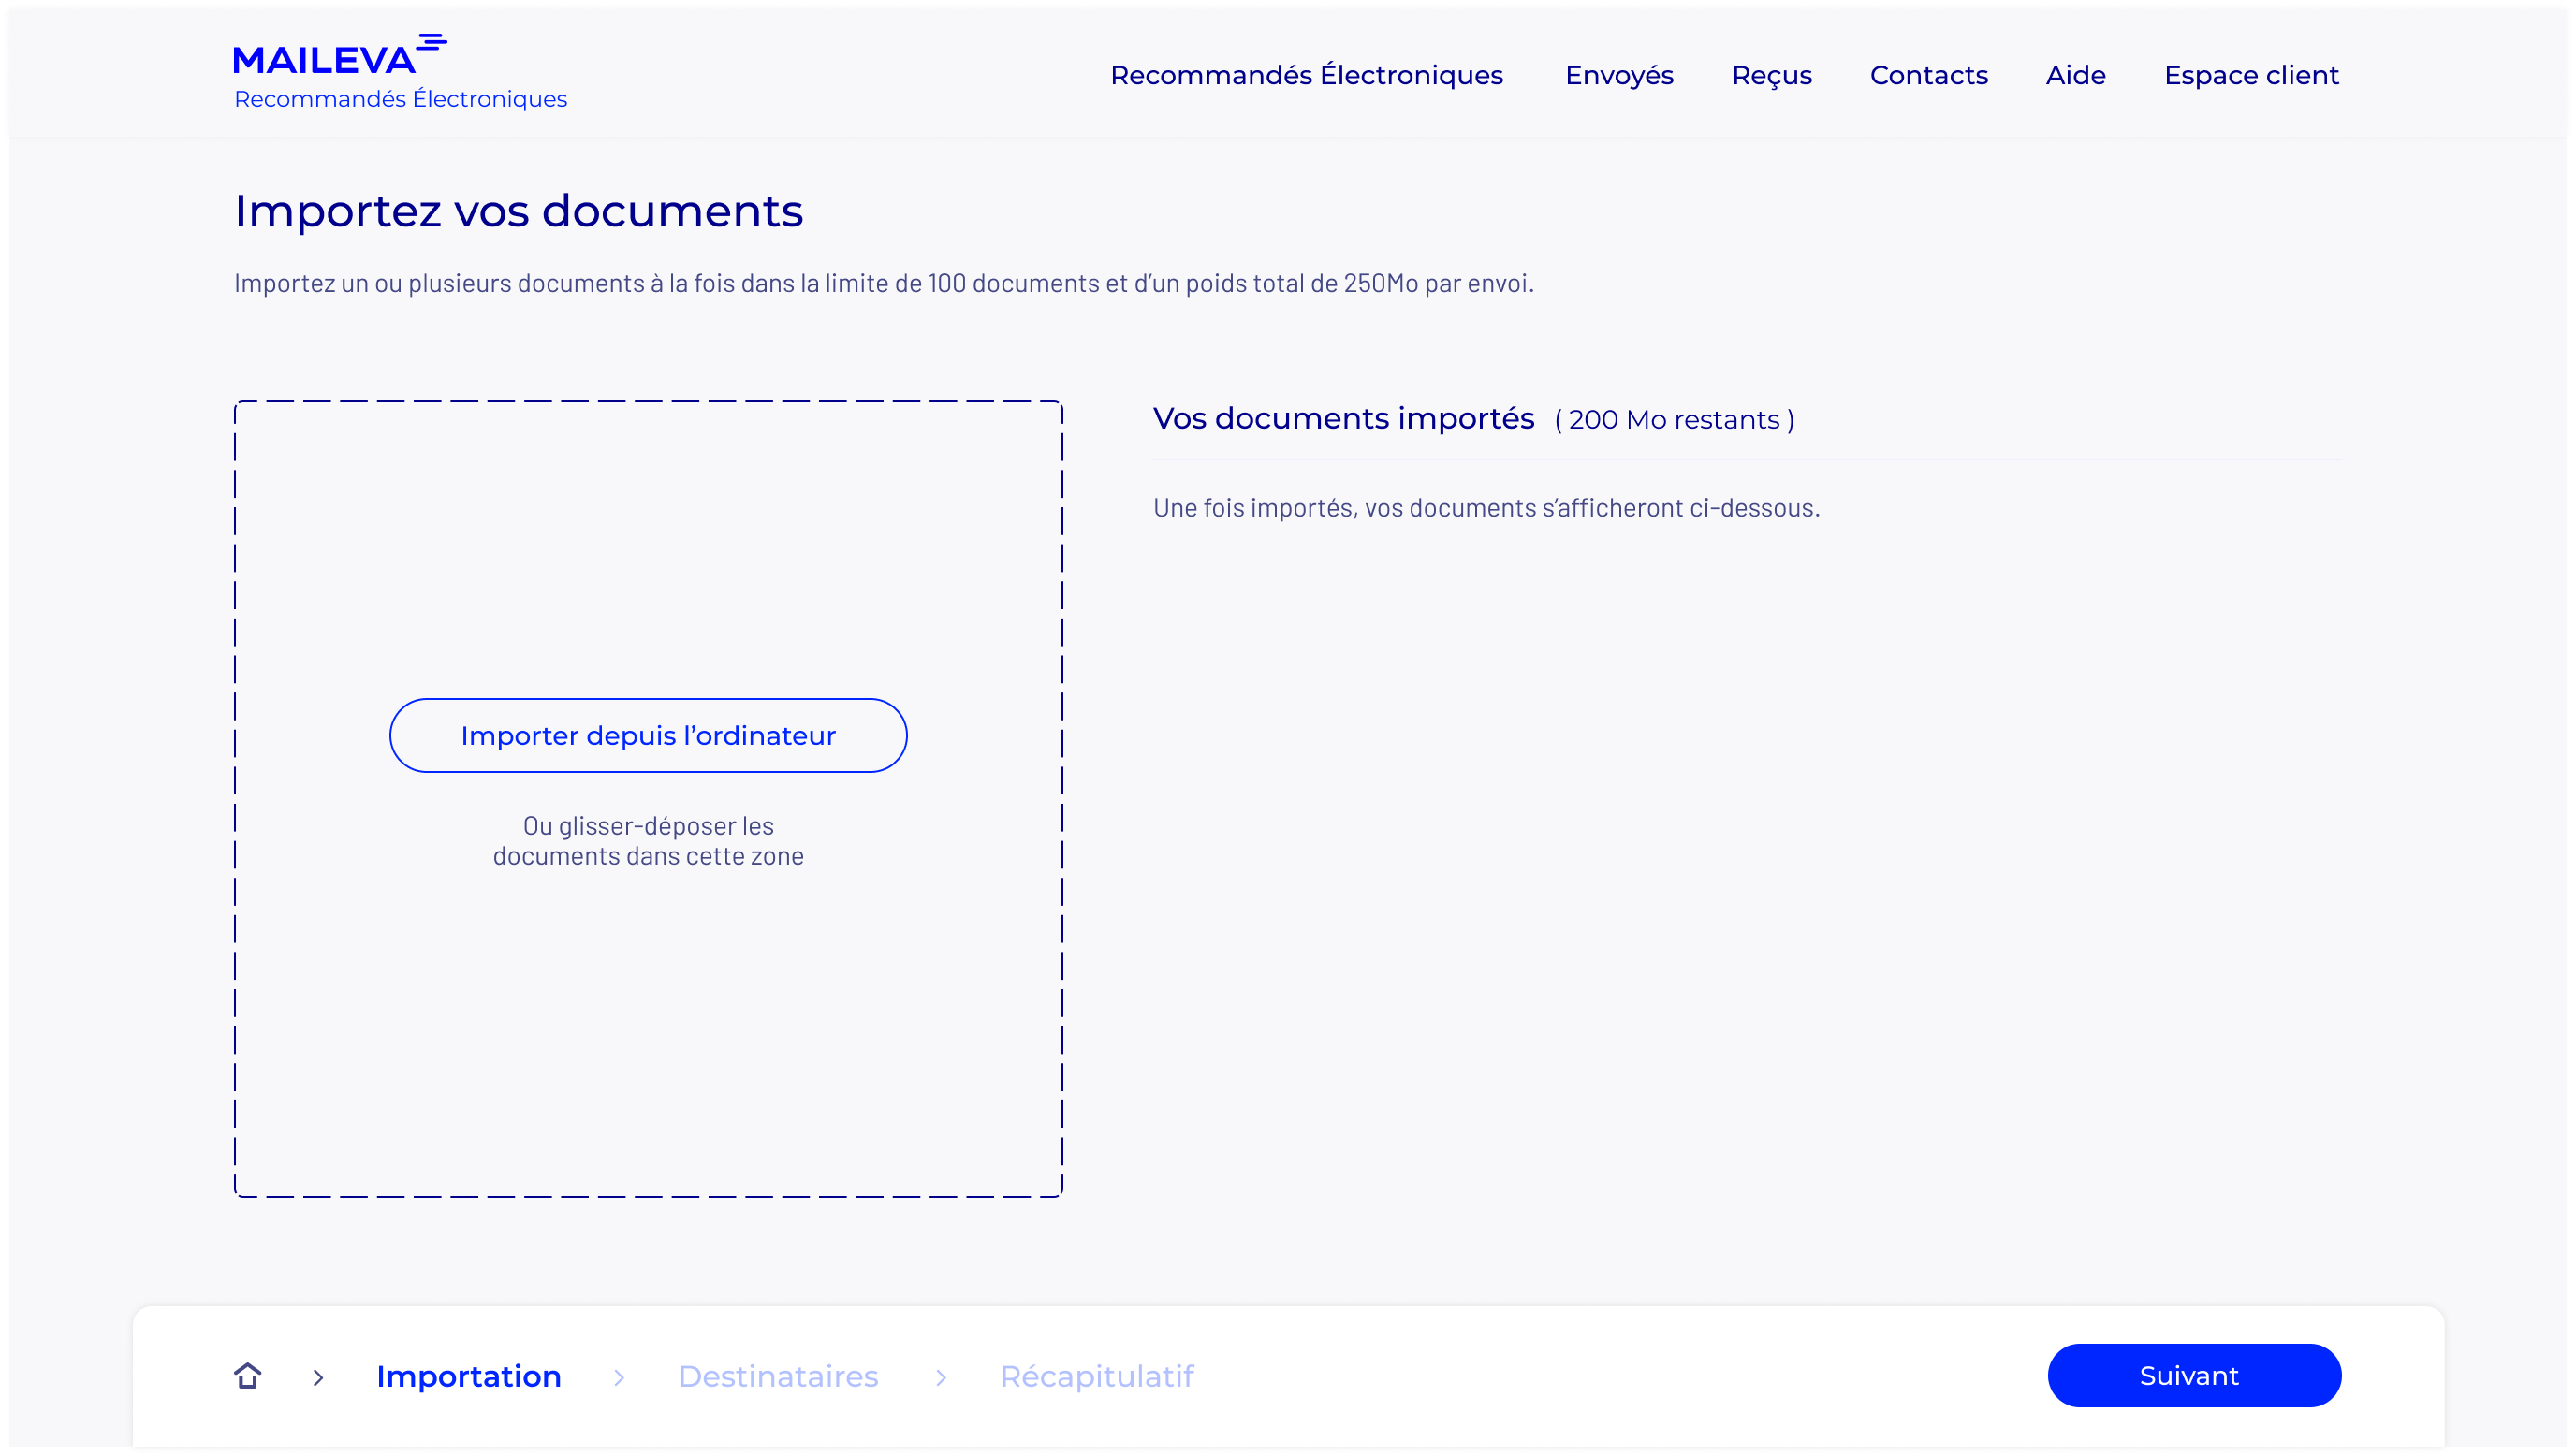 MAILEVA
Recommandés Électroniques
Recommandés Électroniques
Envoyés
Reçus
Contacts
Aide
Espace client
Importez vos documents
Importez un ou plusieurs documents à la fois dans la limite de 100 documents et d’un poids total de 250Mo par envoi.
Importer depuis l’ordinateur
Ou glisser-déposer les
documents dans cette zone
Vos documents importés ( 200 Mo restants )
Une fois importés, vos documents s’afficheront ci-dessous.
Importation
Destinataires
Récapitulatif
Suivant